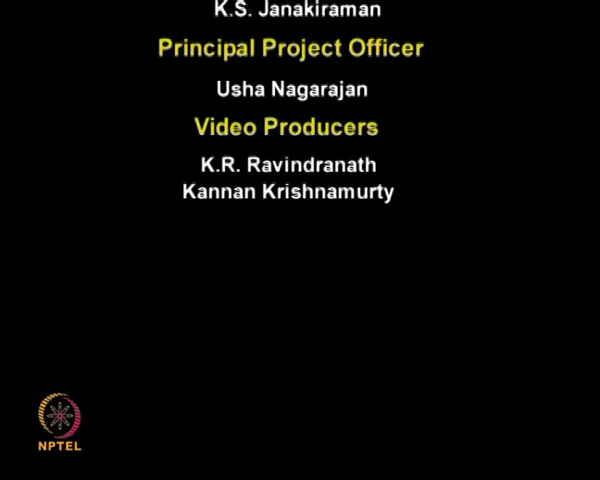 K.S. Janakiraman
Principal Project Officer
Usha Nagarajan
Video Producers
K.R. Ravindranath
Kannan Krishnamurty
NPTEL